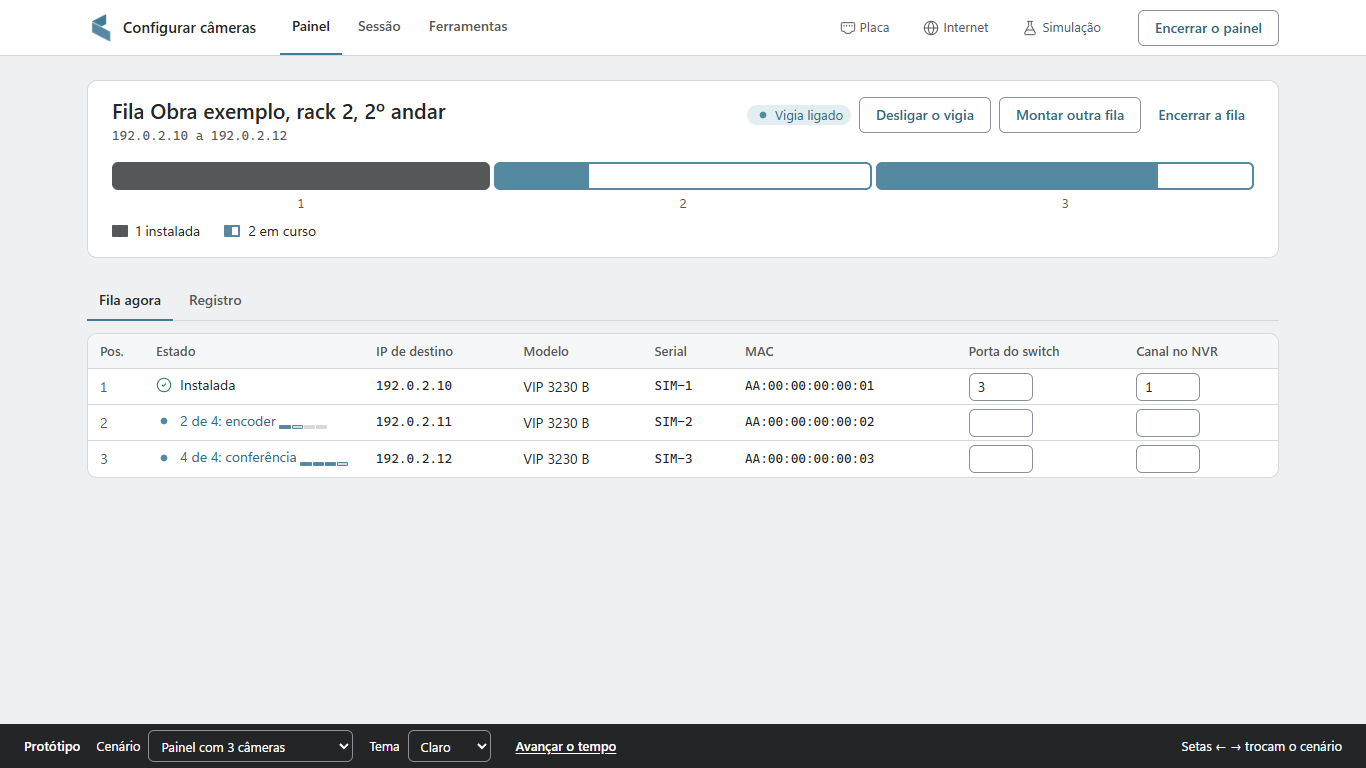 Configurar câmeras Painel Sessão Ferramentas Placa Internet Simulação Encerrar o painel
Fila Obra exemplo, rack 2, 2º andar
192.0.2.10 a 192.0.2.12
Vigia ligado Desligar o vigia Montar outra fila Encerrar a fila
1 2 3
1 instalada 2 em curso
Fila agora Registro
Pos. Estado IP de destino Modelo Serial MAC Porta do switch Canal no NVR
1 Instalada 192.0.2.10 VIP 3230 B SIM-1 AA:00:00:00:00:01 3 1
2 2 de 4: encoder 192.0.2.11 VIP 3230 B SIM-2 AA:00:00:00:00:02
3 4 de 4: conferência 192.0.2.12 VIP 3230 B SIM-3 AA:00:00:00:00:03
Protótipo Cenário Painel com 3 câmeras Tema Claro Avançar o tempo Setas ← → trocam o cenário